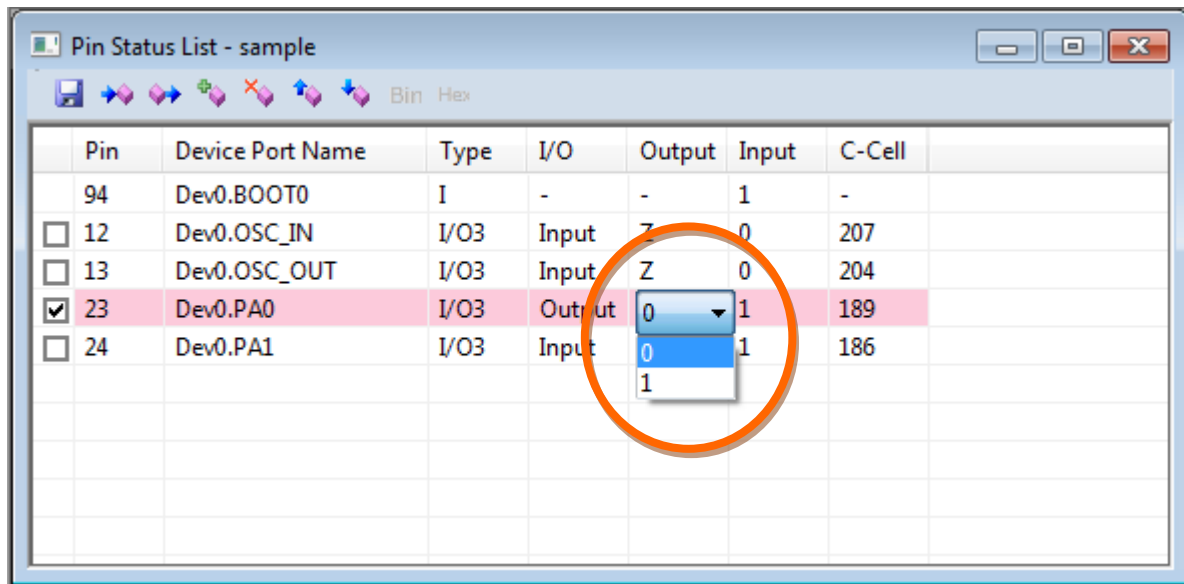 Pin Status List - sample
Bin Hex
Pin Device Port Name Type I/O Output Input C-Cell
94 Dev0.BOOT0 I - - 1 -
12 Dev0.OSC_IN I/O3 Input Z 0 207
13 Dev0.OSC_OUT I/O3 Input Z 0 204
23 Dev0.PA0 I/O3 Output 0 1 189
24 Dev0.PA1 I/O3 Input 0 1 186
1